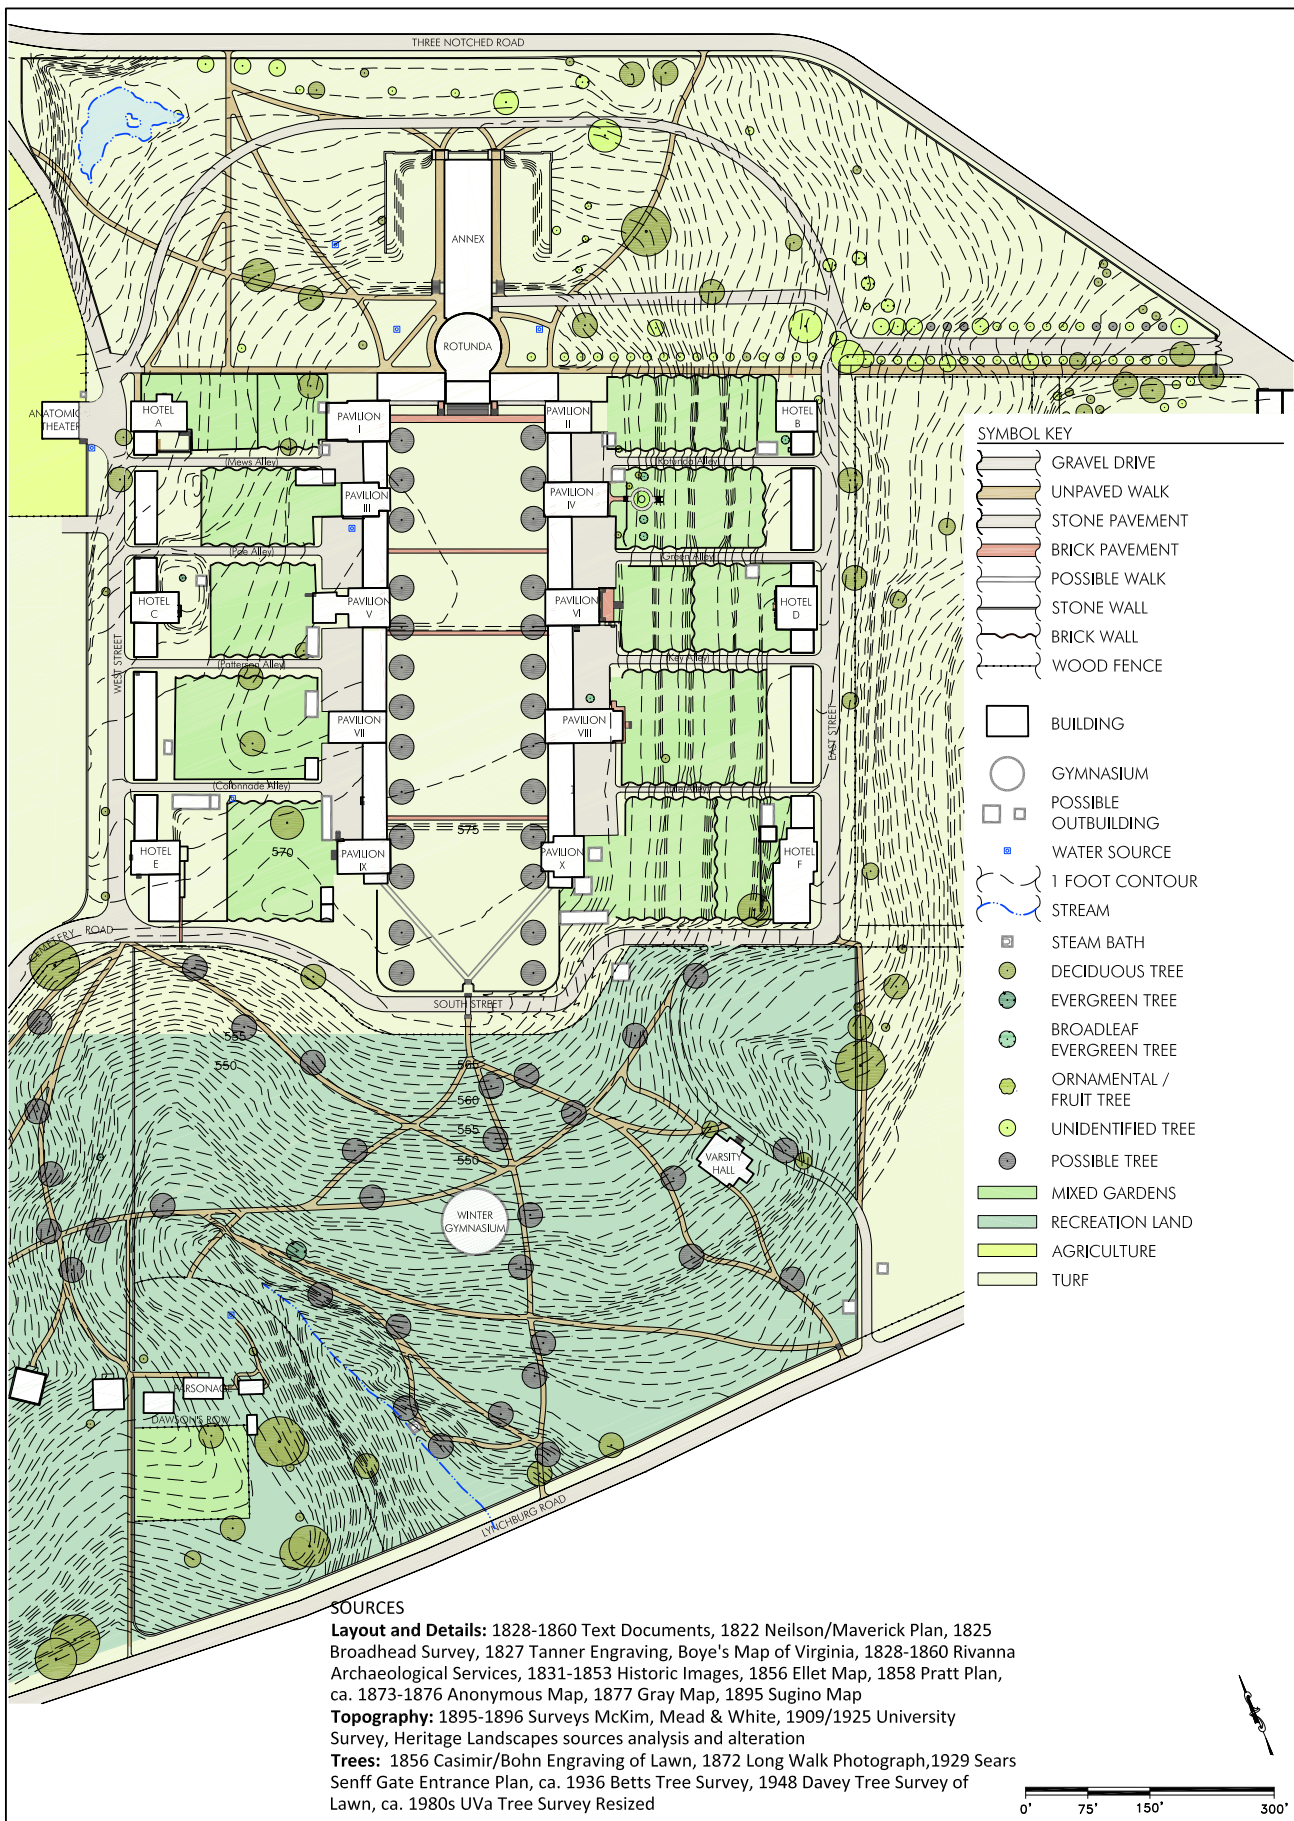 THREE NOTCHED ROAD
ANNEX
ROTUNDA
ANATOMIC
THEATER
HOTEL
A
PAVILION
I
PAVILION
II
HOTEL
B
(Mews Alley)
(Rotunda Alley)
PAVILION
III
PAVILION
IV
(Poe Alley)
(Green Alley)
HOTEL
C
PAVILION
V
PAVILION
VI
HOTEL
D
(Patterson Alley)
(Key Alley)
WEST STREET
EAST STREET
PAVILION
VII
PAVILION
VIII
(Colonnade Alley)
575
570
HOTEL
E
PAVILION
IX
PAVILION
X
HOTEL
F
CEMETERY ROAD
SOUTH STREET
555
550
560
560
555
550
VARSITY
HALL
WINTER
GYMNASIUM
PARSONAGE
DAWSON'S ROW
LYNCHBURG ROAD
SYMBOL KEY
GRAVEL DRIVE
UNPAVED WALK
STONE PAVEMENT
BRICK PAVEMENT
POSSIBLE WALK
STONE WALL
BRICK WALL
WOOD FENCE
BUILDING
GYMNASIUM
POSSIBLE
OUTBUILDING
WATER SOURCE
1 FOOT CONTOUR
STREAM
STEAM BATH
DECIDUOUS TREE
EVERGREEN TREE
BROADLEAF
EVERGREEN TREE
ORNAMENTAL /
FRUIT TREE
UNIDENTIFIED TREE
POSSIBLE TREE
MIXED GARDENS
RECREATION LAND
AGRICULTURE
TURF
SOURCES
Layout and Details: 1828-1860 Text Documents, 1822 Neilson/Maverick Plan, 1825
Broadhead Survey, 1827 Tanner Engraving, Boye's Map of Virginia, 1828-1860 Rivanna
Archaeological Services, 1831-1853 Historic Images, 1856 Ellet Map, 1858 Pratt Plan,
ca. 1873-1876 Anonymous Map, 1877 Gray Map, 1895 Sugino Map
Topography: 1895-1896 Surveys McKim, Mead & White, 1909/1925 University
Survey, Heritage Landscapes sources analysis and alteration
Trees: 1856 Casimir/Bohn Engraving of Lawn, 1872 Long Walk Photograph,1929 Sears
Senff Gate Entrance Plan, ca. 1936 Betts Tree Survey, 1948 Davey Tree Survey of
Lawn, ca. 1980s UVa Tree Survey Resized
0' 75' 150' 300'